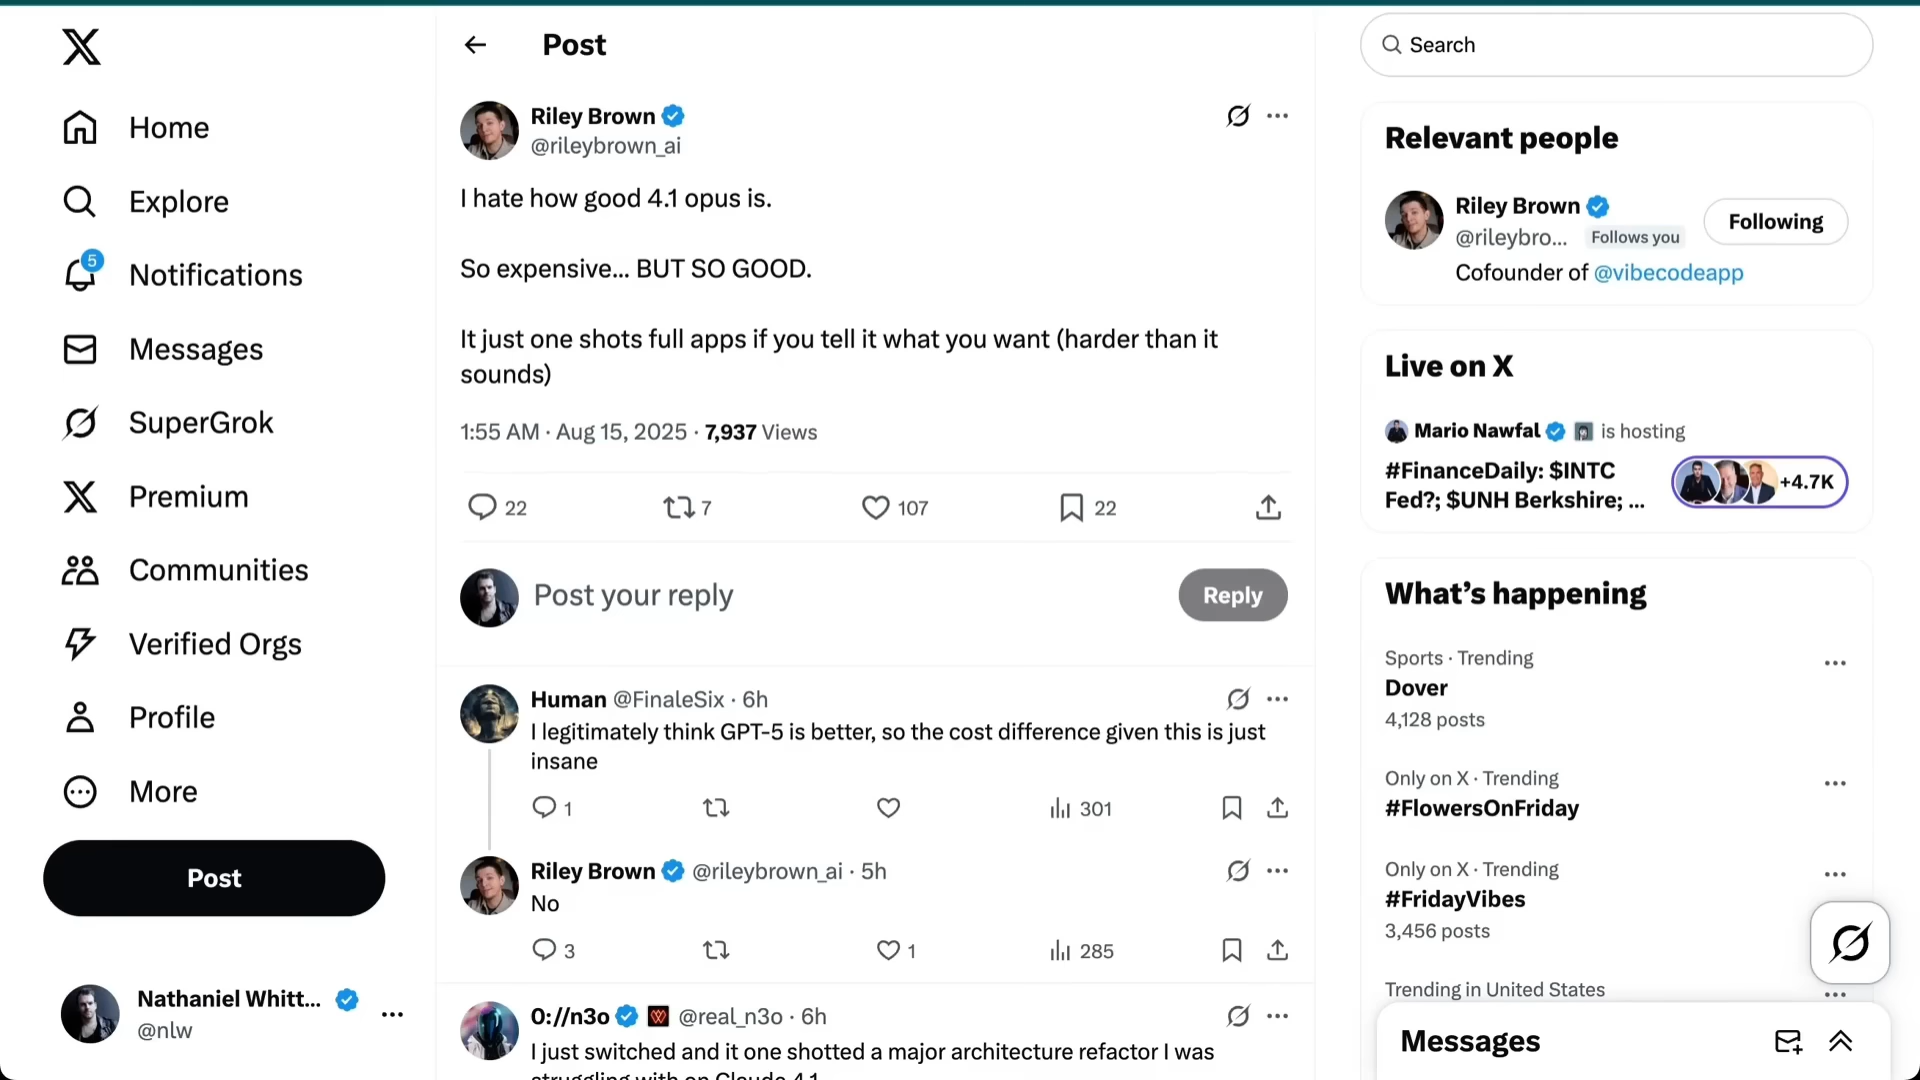 Home
Explore
5
Notifications
Messages
SuperGrok
Premium
Communities
Verified Orgs
Profile
More
Post
Nathaniel Whitt...
@nlw
Post
Riley Brown
@rileybrown_ai
I hate how good 4.1 opus is.
So expensive... BUT SO GOOD.
It just one shots full apps if you tell it what you want (harder than it
sounds)
1:55 AM · Aug 15, 2025 · 7,937 Views
22 7 107 22
Post your reply
Reply
Human @FinaleSix · 6h
I legitimately think GPT-5 is better, so the cost difference given this is just
insane
1 301
Riley Brown @rileybrown_ai · 5h
No
3 1 285
0://n3o @real_n3o · 6h
I just switched and it one shotted a major architecture refactor I was
struggling with on Claude 4.1
Search
Relevant people
Riley Brown
@rileybro... Follows you
Following
Cofounder of @vibecodeapp
Live on X
Mario Nawfal is hosting
#FinanceDaily: $INTC
Fed?; $UNH Berkshire; ...
+4.7K
What's happening
Sports · Trending
Dover
4,128 posts
Only on X · Trending
#FlowersOnFriday
Only on X · Trending
#FridayVibes
3,456 posts
Trending in United States
Messages